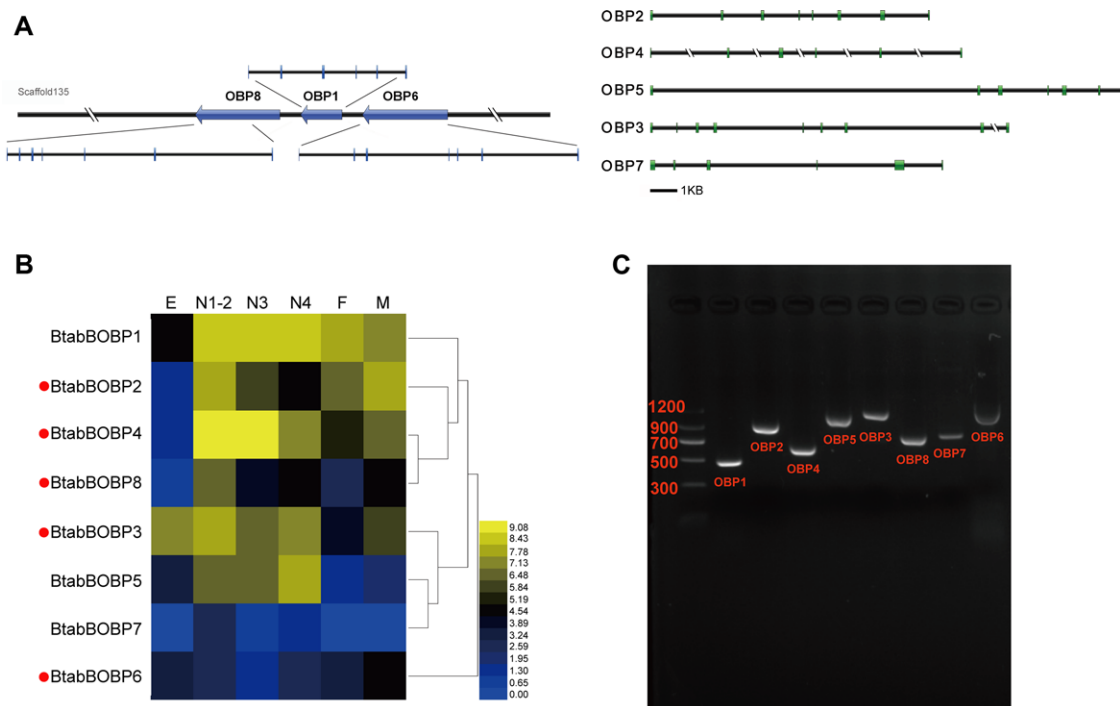 A
Scaffold135
OBP8
OBP1
OBP6
OBP2
OBP4
OBP5
OBP3
OBP7
1KB
B
E N1-2 N3 N4 F M
BtabBOBP1
BtabBOBP2
BtabBOBP4
BtabBOBP8
BtabBOBP3
BtabBOBP5
BtabBOBP7
BtabBOBP6
9.08
8.43
7.78
7.13
6.48
5.84
5.19
4.54
3.89
3.24
2.59
1.95
1.30
0.65
0.00
C
1200
900
700
500
300
OBP1
OBP2
OBP4
OBP5
OBP3
OBP8
OBP7
OBP6